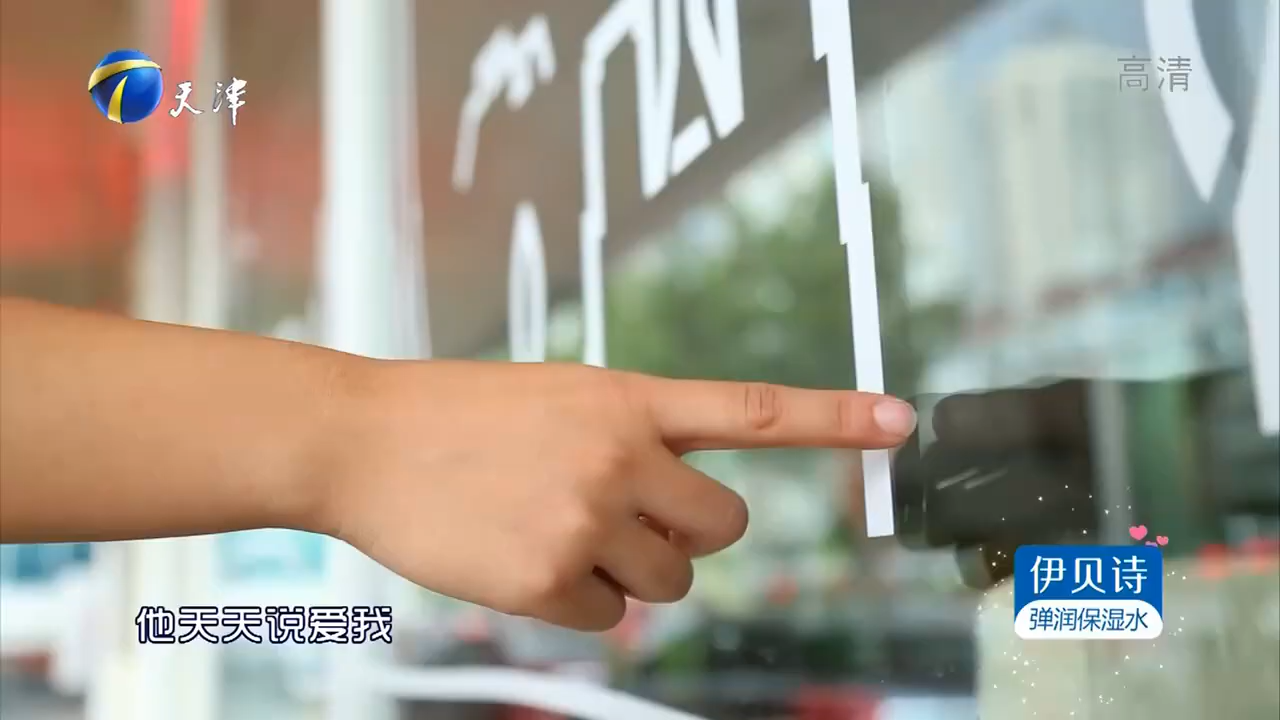 天津
高清
伊贝诗
弹润保湿水
他天天说爱我